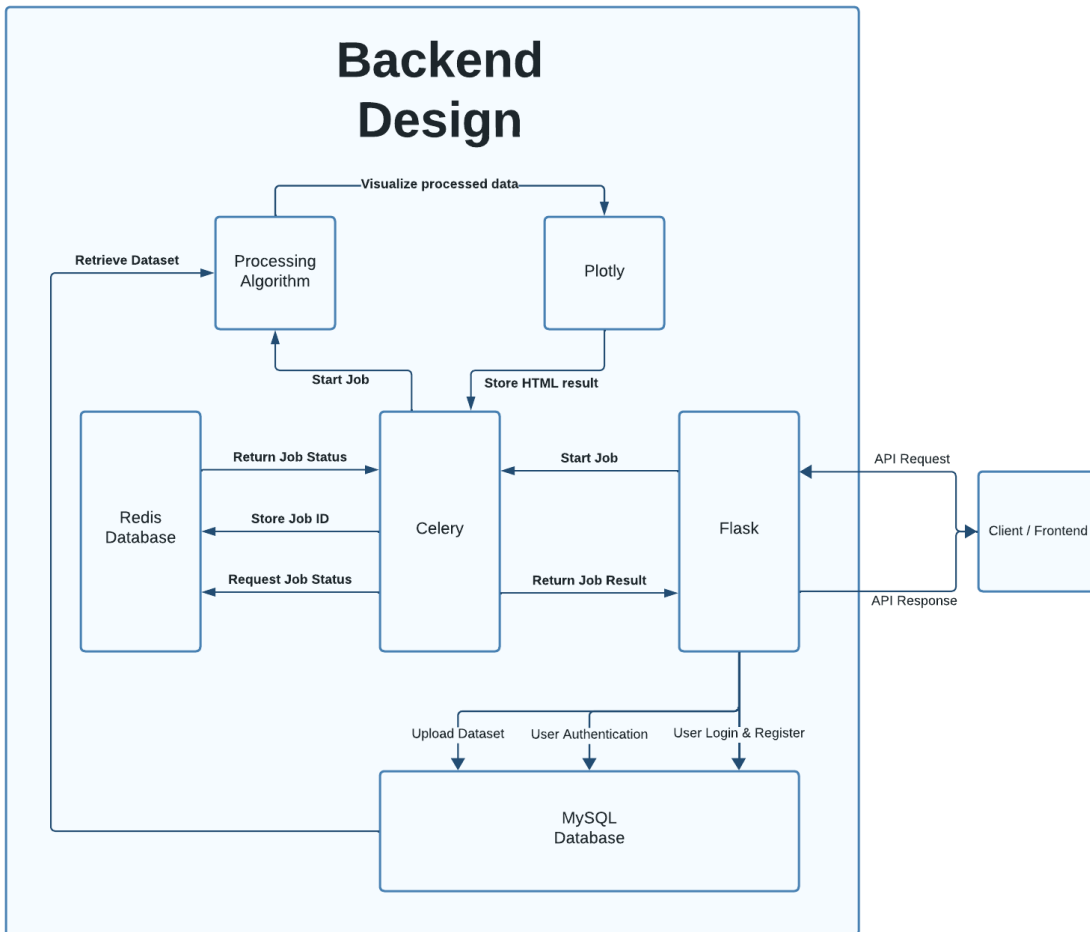 Backend
Design
Visualize processed data
Retrieve Dataset
Processing
Algorithm
Plotly
Start Job
Store HTML result
Return Job Status
Start Job
API Request
Store Job ID
Redis
Database
Celery
Flask
Client / Frontend
Request Job Status
Return Job Result
API Response
Upload Dataset
User Authentication
User Login & Register
MySQL
Database